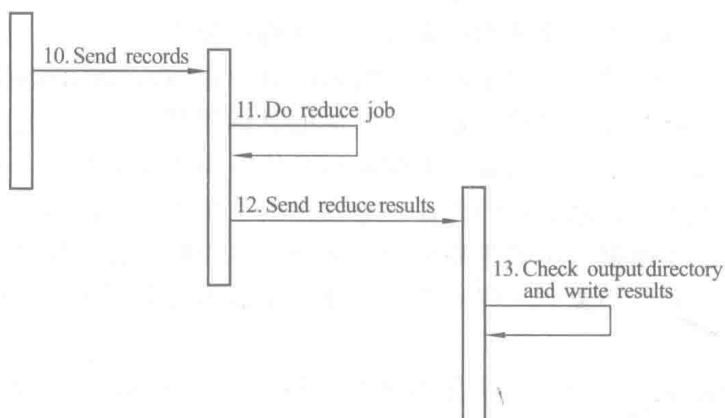 10. Send records
11. Do reduce job
12. Send reduce results
13. Check output directory
and write results